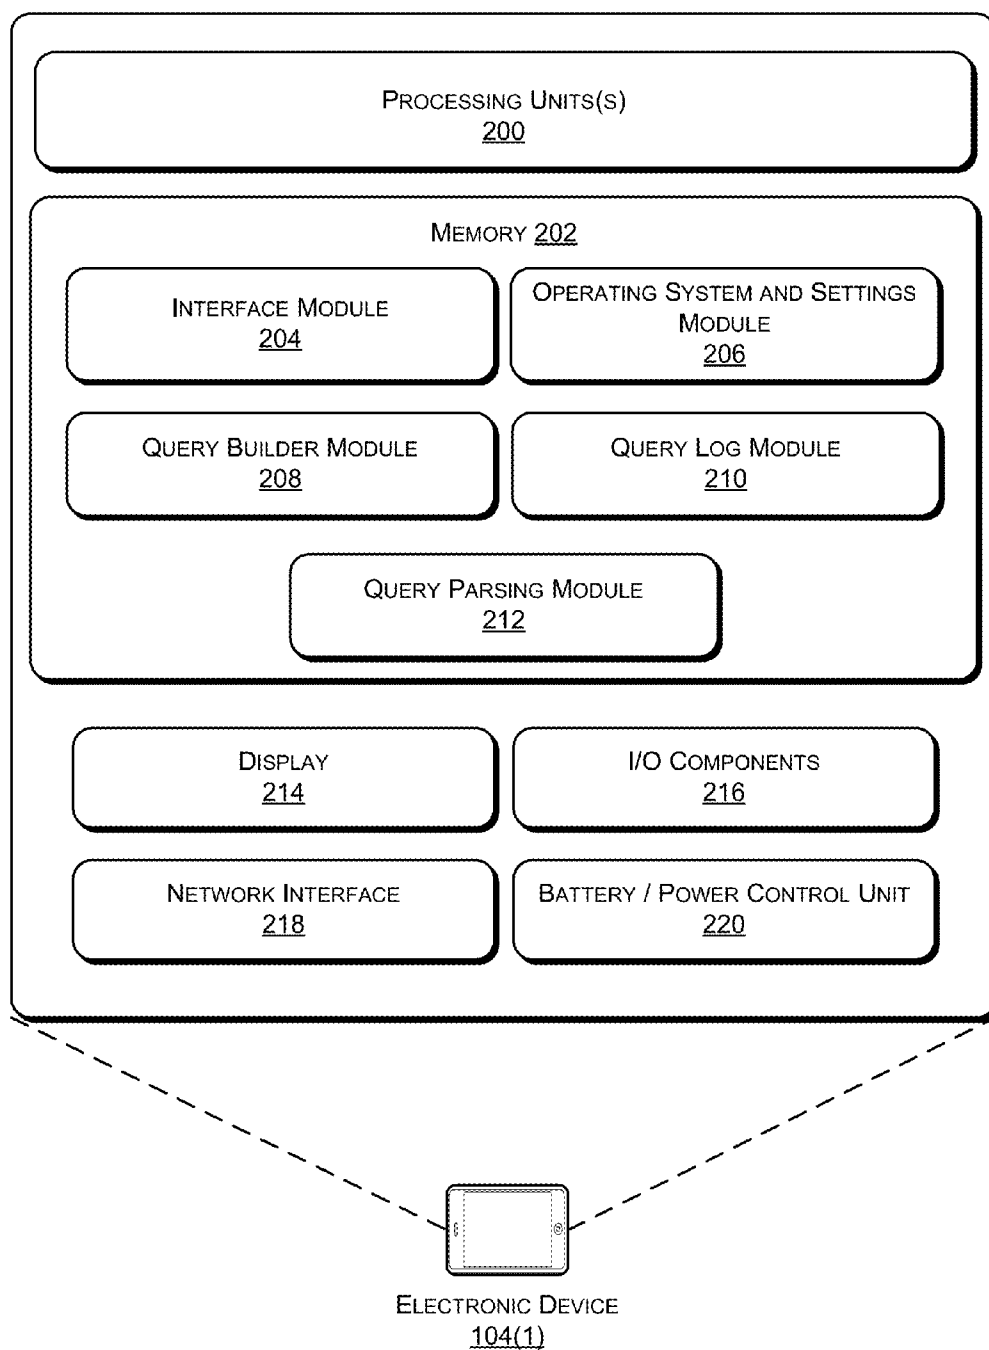 PROCESSING UNITS(S)
200
MEMORY 202
INTERFACE MODULE
204
OPERATING SYSTEM AND SETTINGS
MODULE
206
QUERY BUILDER MODULE
208
QUERY LOG MODULE
210
QUERY PARSING MODULE
212
DISPLAY
214
I/O COMPONENTS
216
NETWORK INTERFACE
218
BATTERY / POWER CONTROL UNIT
220
ELECTRONIC DEVICE
104(1)